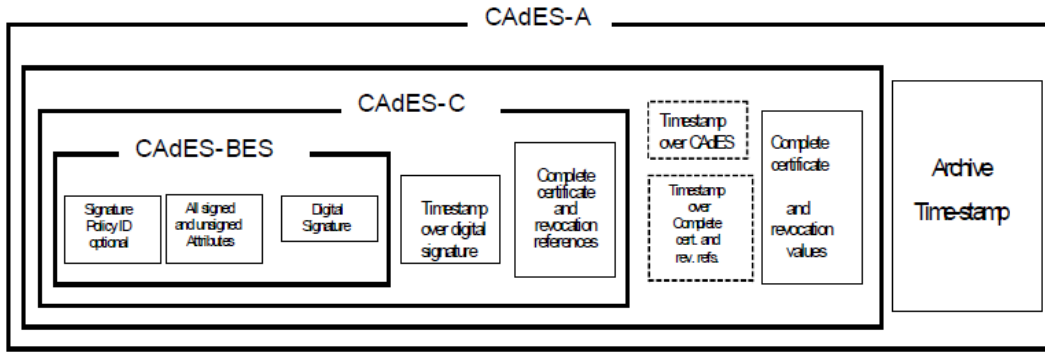 CAdES-A
CAdES-C
CAdES-BES
Signature
Policy ID
optional
All signed
and unsigned
Attributes
Digital
Signature
Timestamp
over digital
signature
Complete
certificate
and
revocation
references
Timestamp
over CAdES
Timestamp
over
Complete
cert. and
rev. refs.
Complete
certificate
and
revocation
values
Archive
Time-stamp